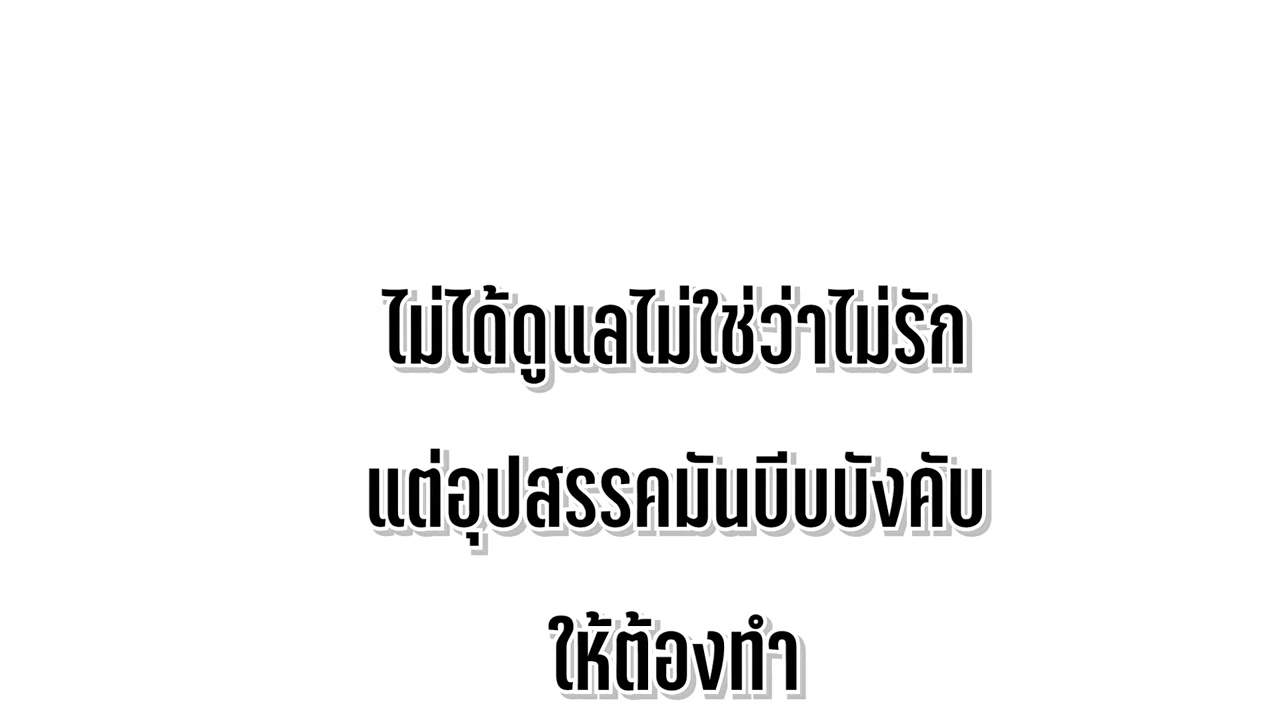 ไม่ได้ดูแลไม่ใช่ว่าไม่รัก
แต่อุปสรรคมันบีบบังคับ
ให้ต้องทำ